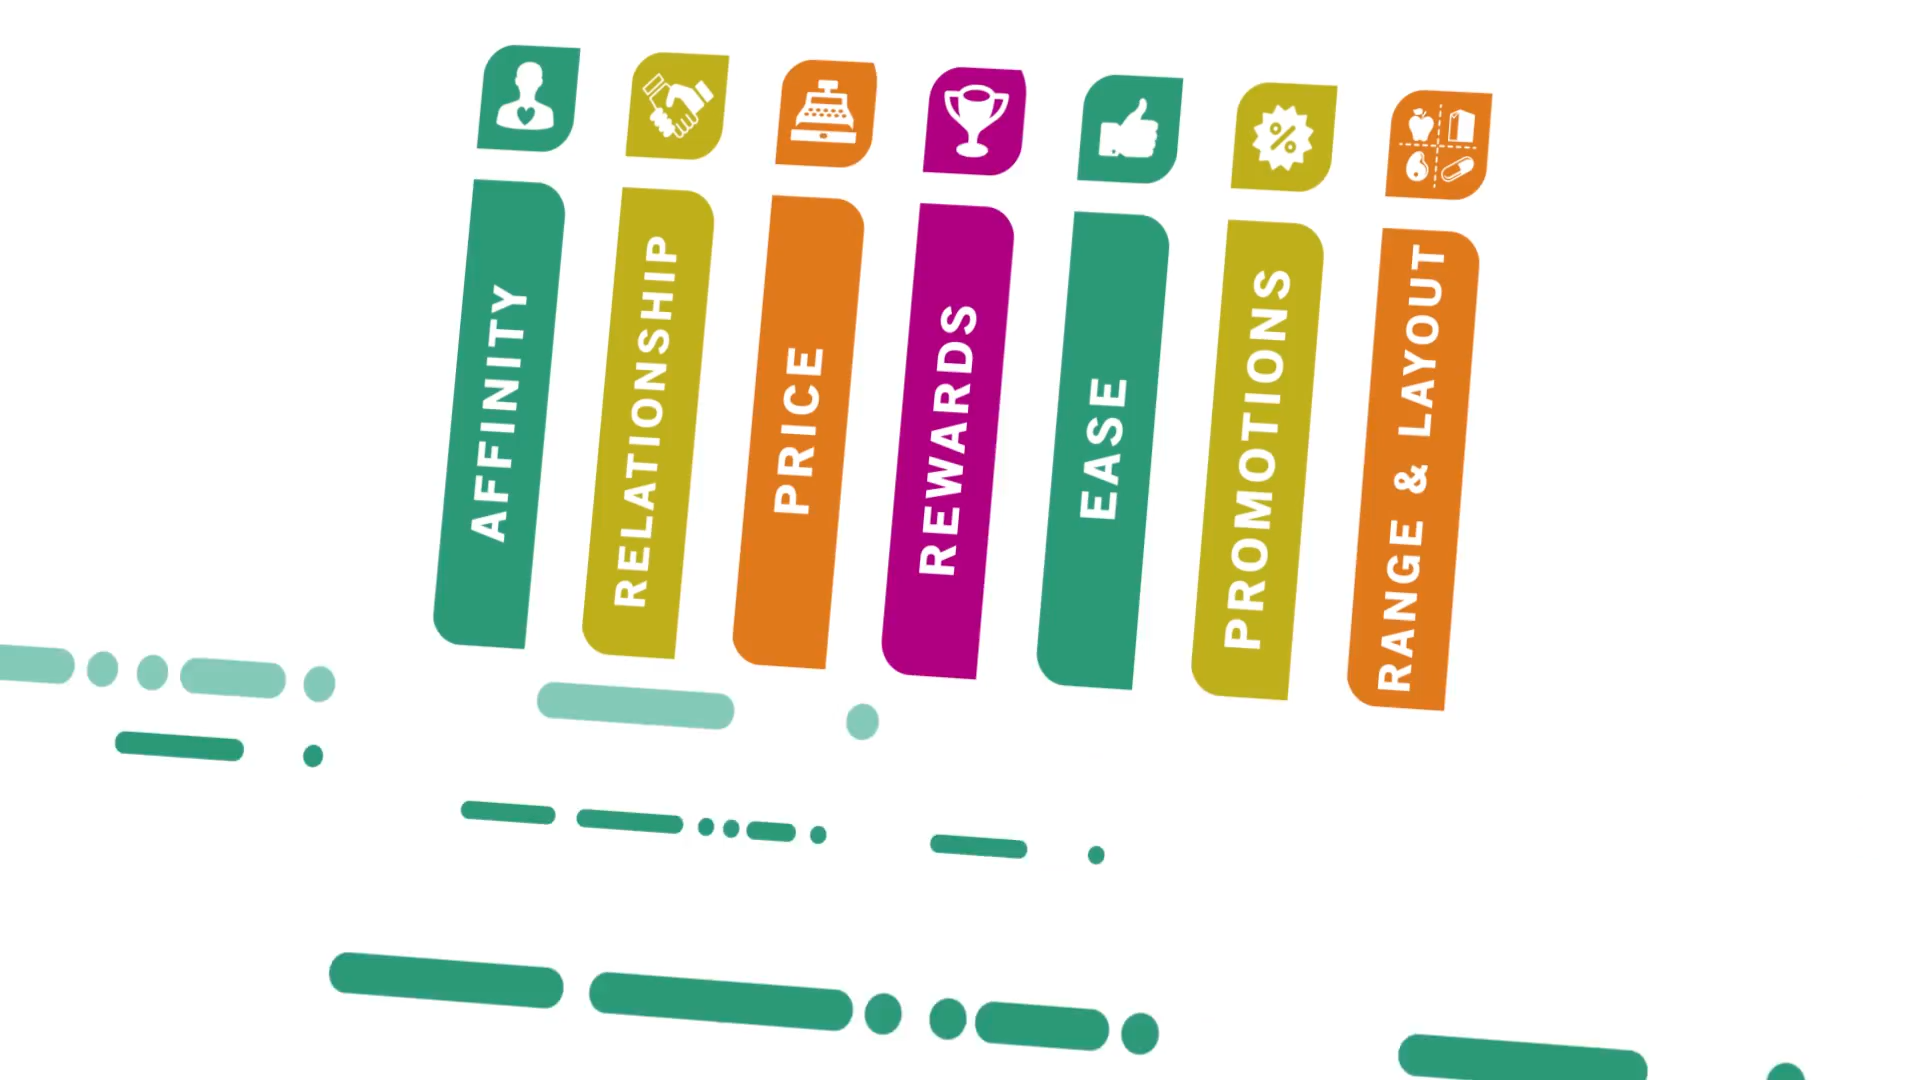 AFFINITY
RELATIONSHIP
PRICE
REWARDS
EASE
PROMOTIONS
RANGE & LAYOUT